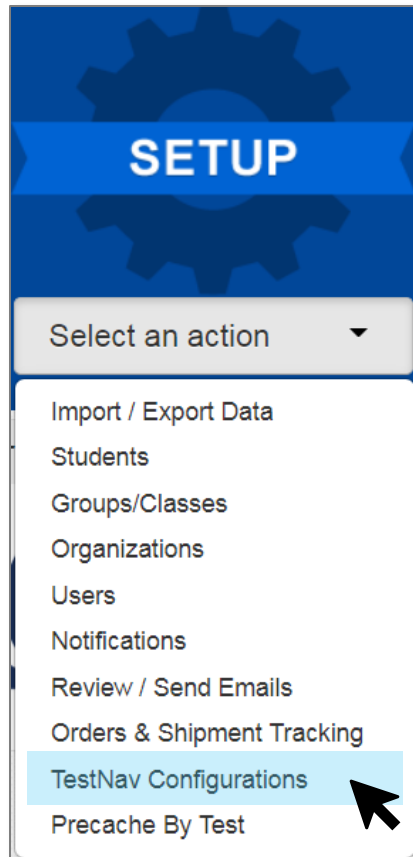 SETUP
Select an action
Import / Export Data
Students
Groups/Classes
Organizations
Users
Notifications
Review / Send Emails
Orders & Shipment Tracking
TestNav Configurations
Precache By Test